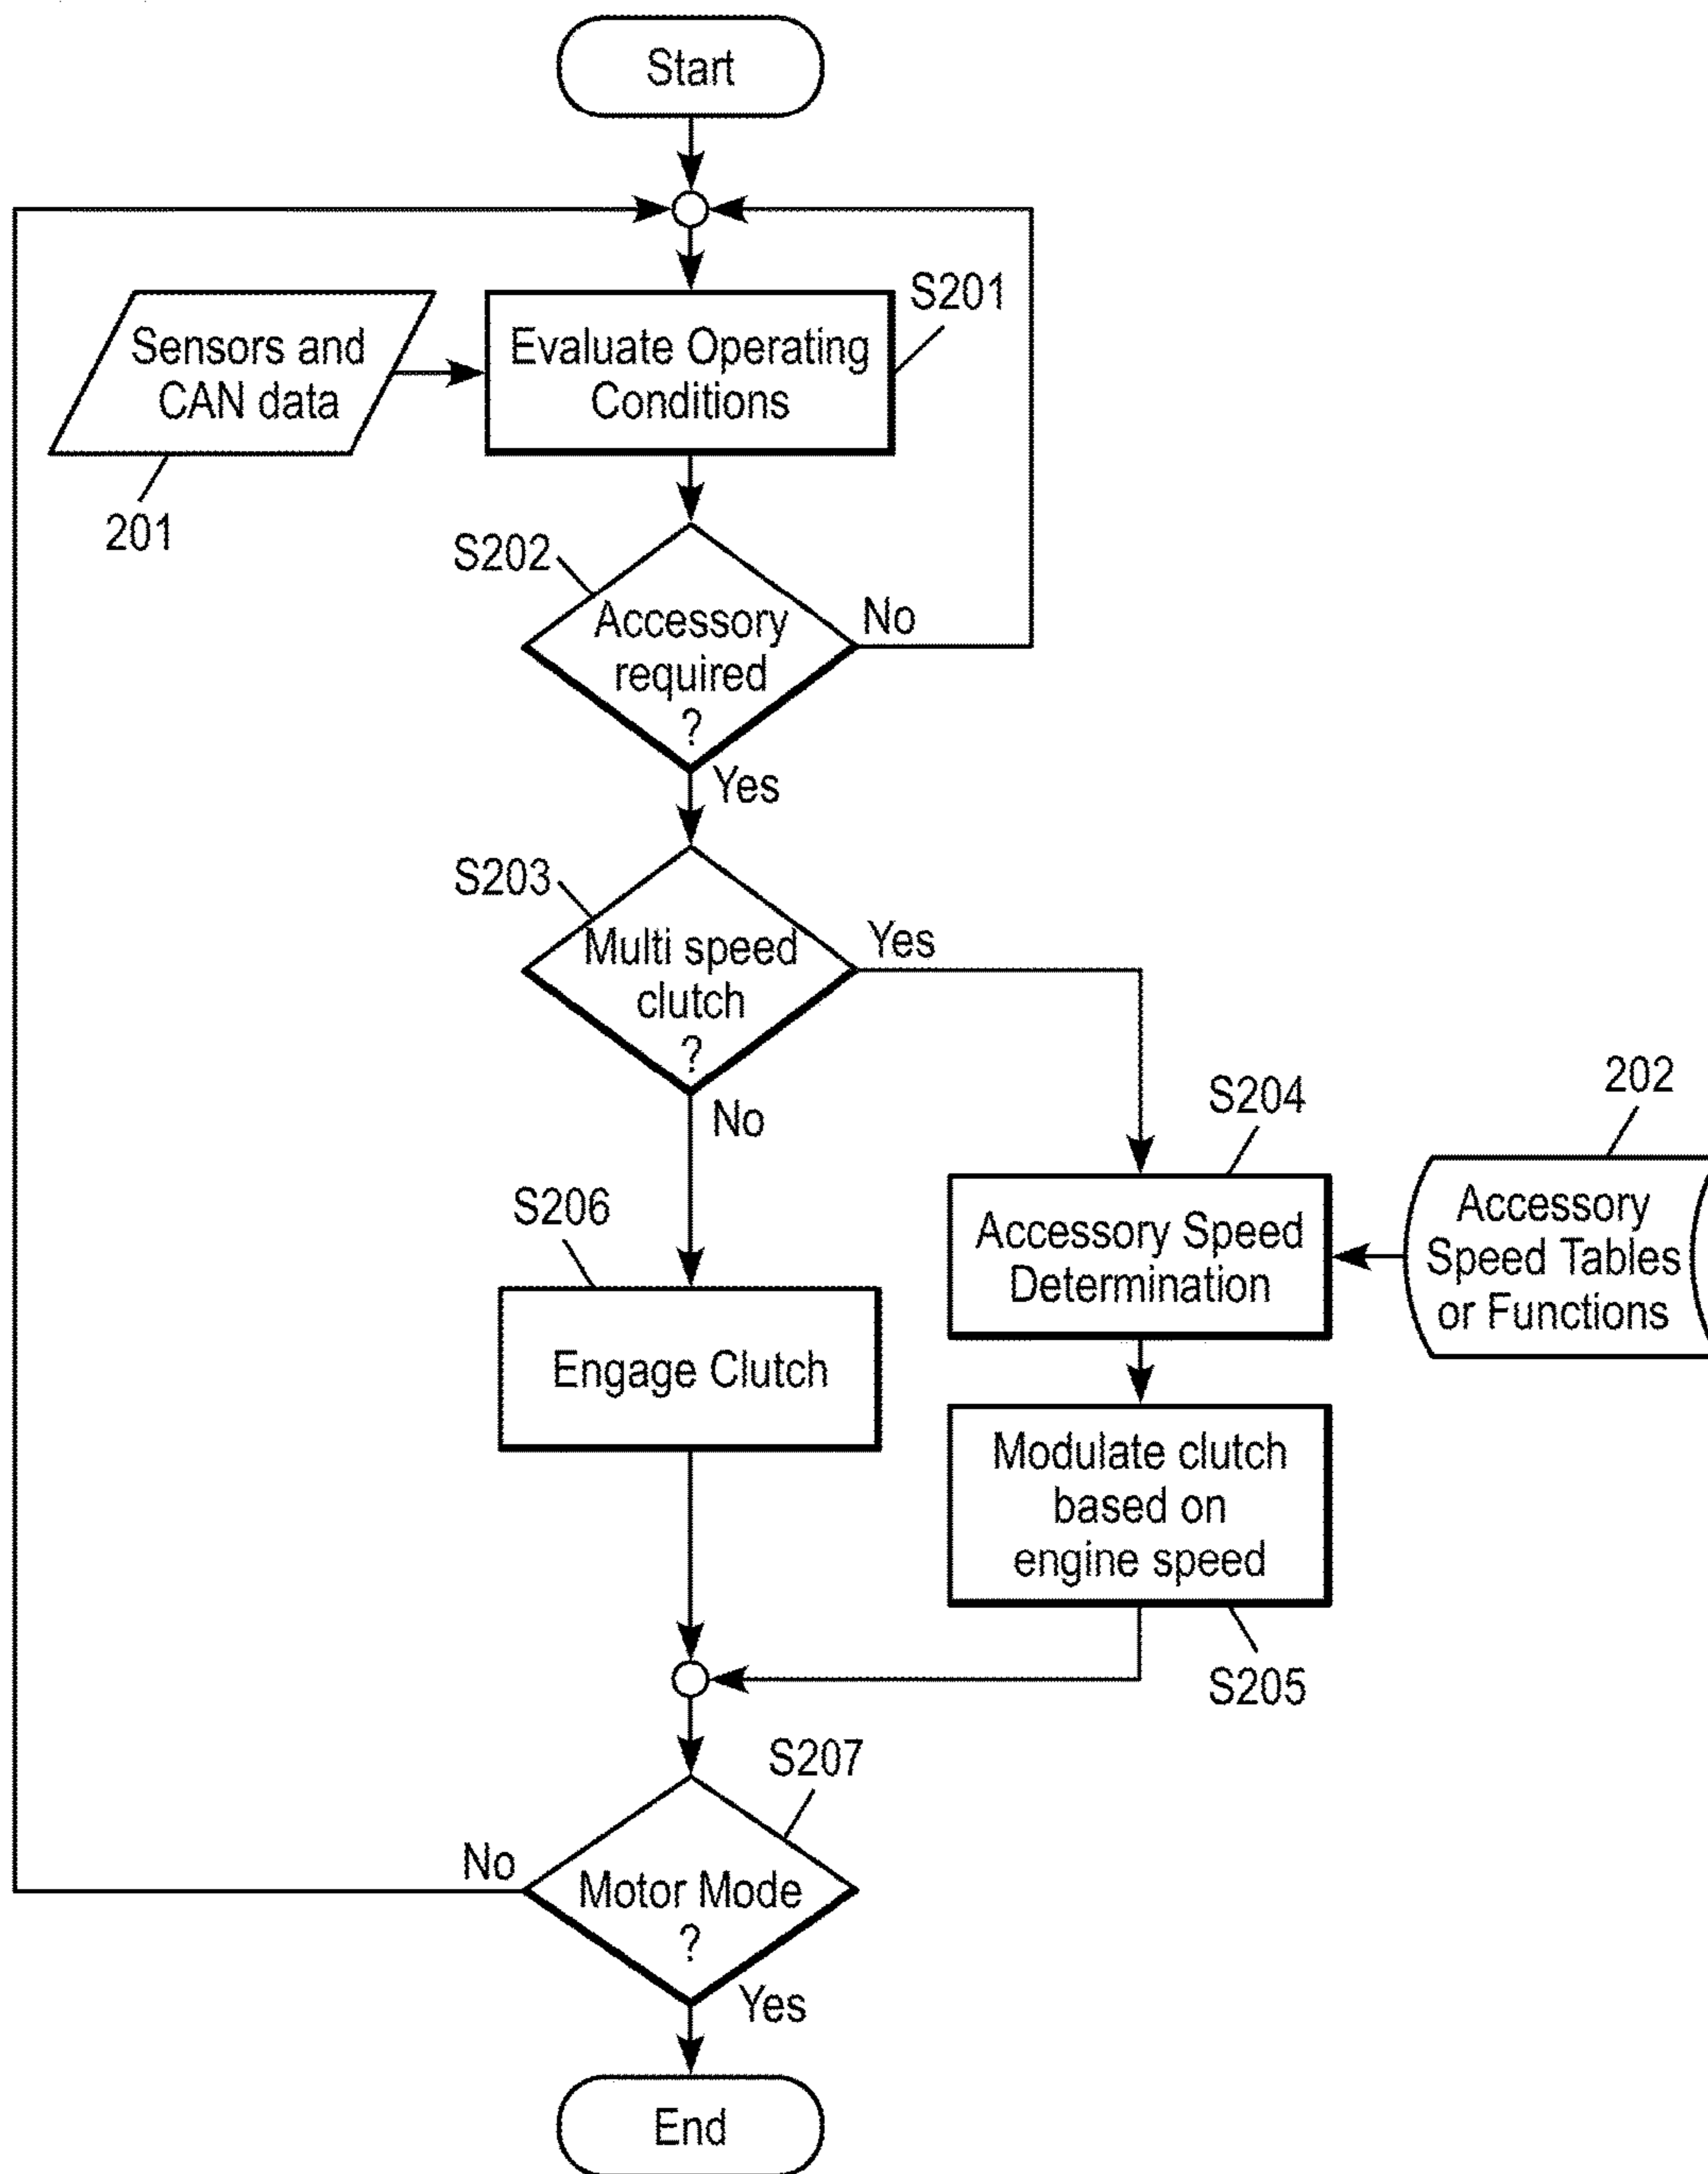 Start
S201
Sensors and
CAN data
Evaluate Operating
Conditions
201
S202
Accessory
required
?
No
Yes
S203
Multi speed
clutch
?
Yes
No
202
S204
S206
Accessory Speed
Determination
Accessory
Speed Tables
or Functions
Engage Clutch
Modulate clutch
based on
engine speed
S205
S207
No
Motor Mode
?
Yes
End